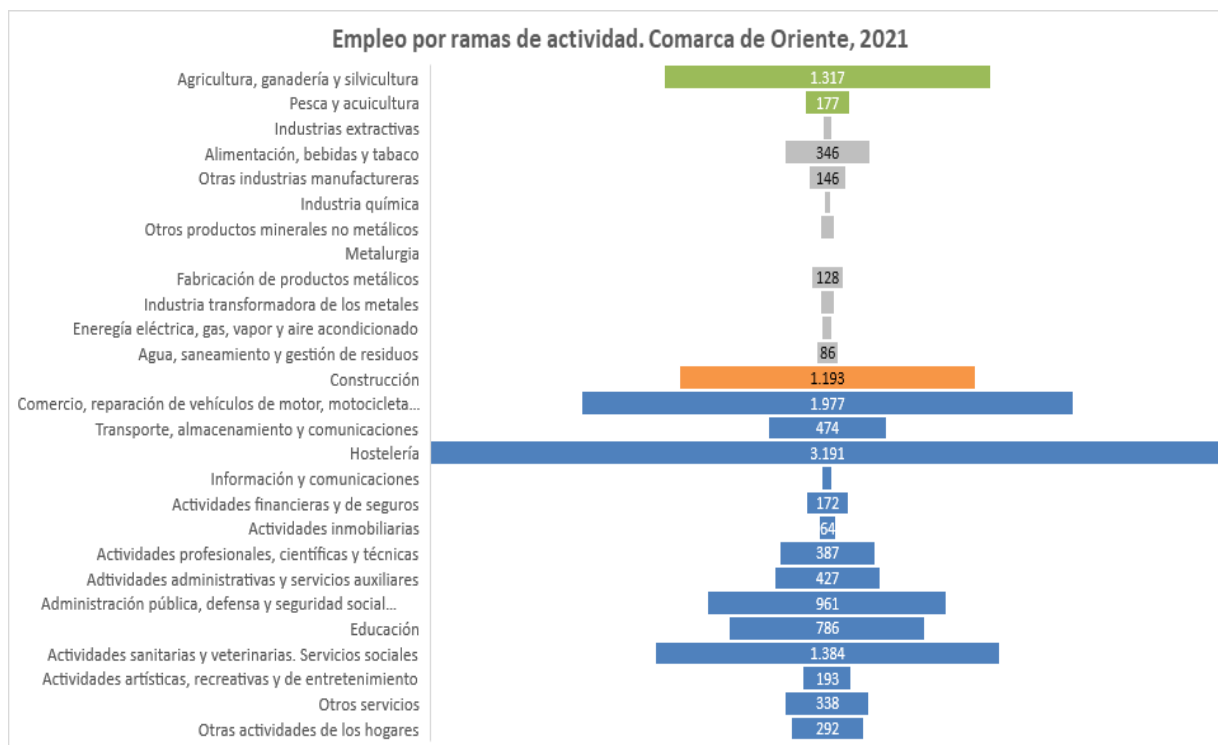 Empleo por ramas de actividad. Comarca de Oriente, 2021
Agricultura, ganadería y silvicultura 1.317
Pesca y acuicultura 177
Industrias extractivas
Alimentación, bebidas y tabaco 346
Otras industrias manufactureras 146
Industria química
Otros productos minerales no metálicos
Metalurgia
Fabricación de productos metálicos 128
Industria transformadora de los metales
Eneregía eléctrica, gas, vapor y aire acondicionado
Agua, saneamiento y gestión de residuos 86
Construcción 1.193
Comercio, reparación de vehículos de motor, motocicleta... 1.977
Transporte, almacenamiento y comunicaciones 474
Hostelería 3.191
Información y comunicaciones
Actividades financieras y de seguros 172
Actividades inmobiliarias 64
Actividades profesionales, científicas y técnicas 387
Adtividades administrativas y servicios auxiliares 427
Administración pública, defensa y seguridad social... 961
Educación 786
Actividades sanitarias y veterinarias. Servicios sociales 1.384
Actividades artísticas, recreativas y de entretenimiento 193
Otros servicios 338
Otras actividades de los hogares 292